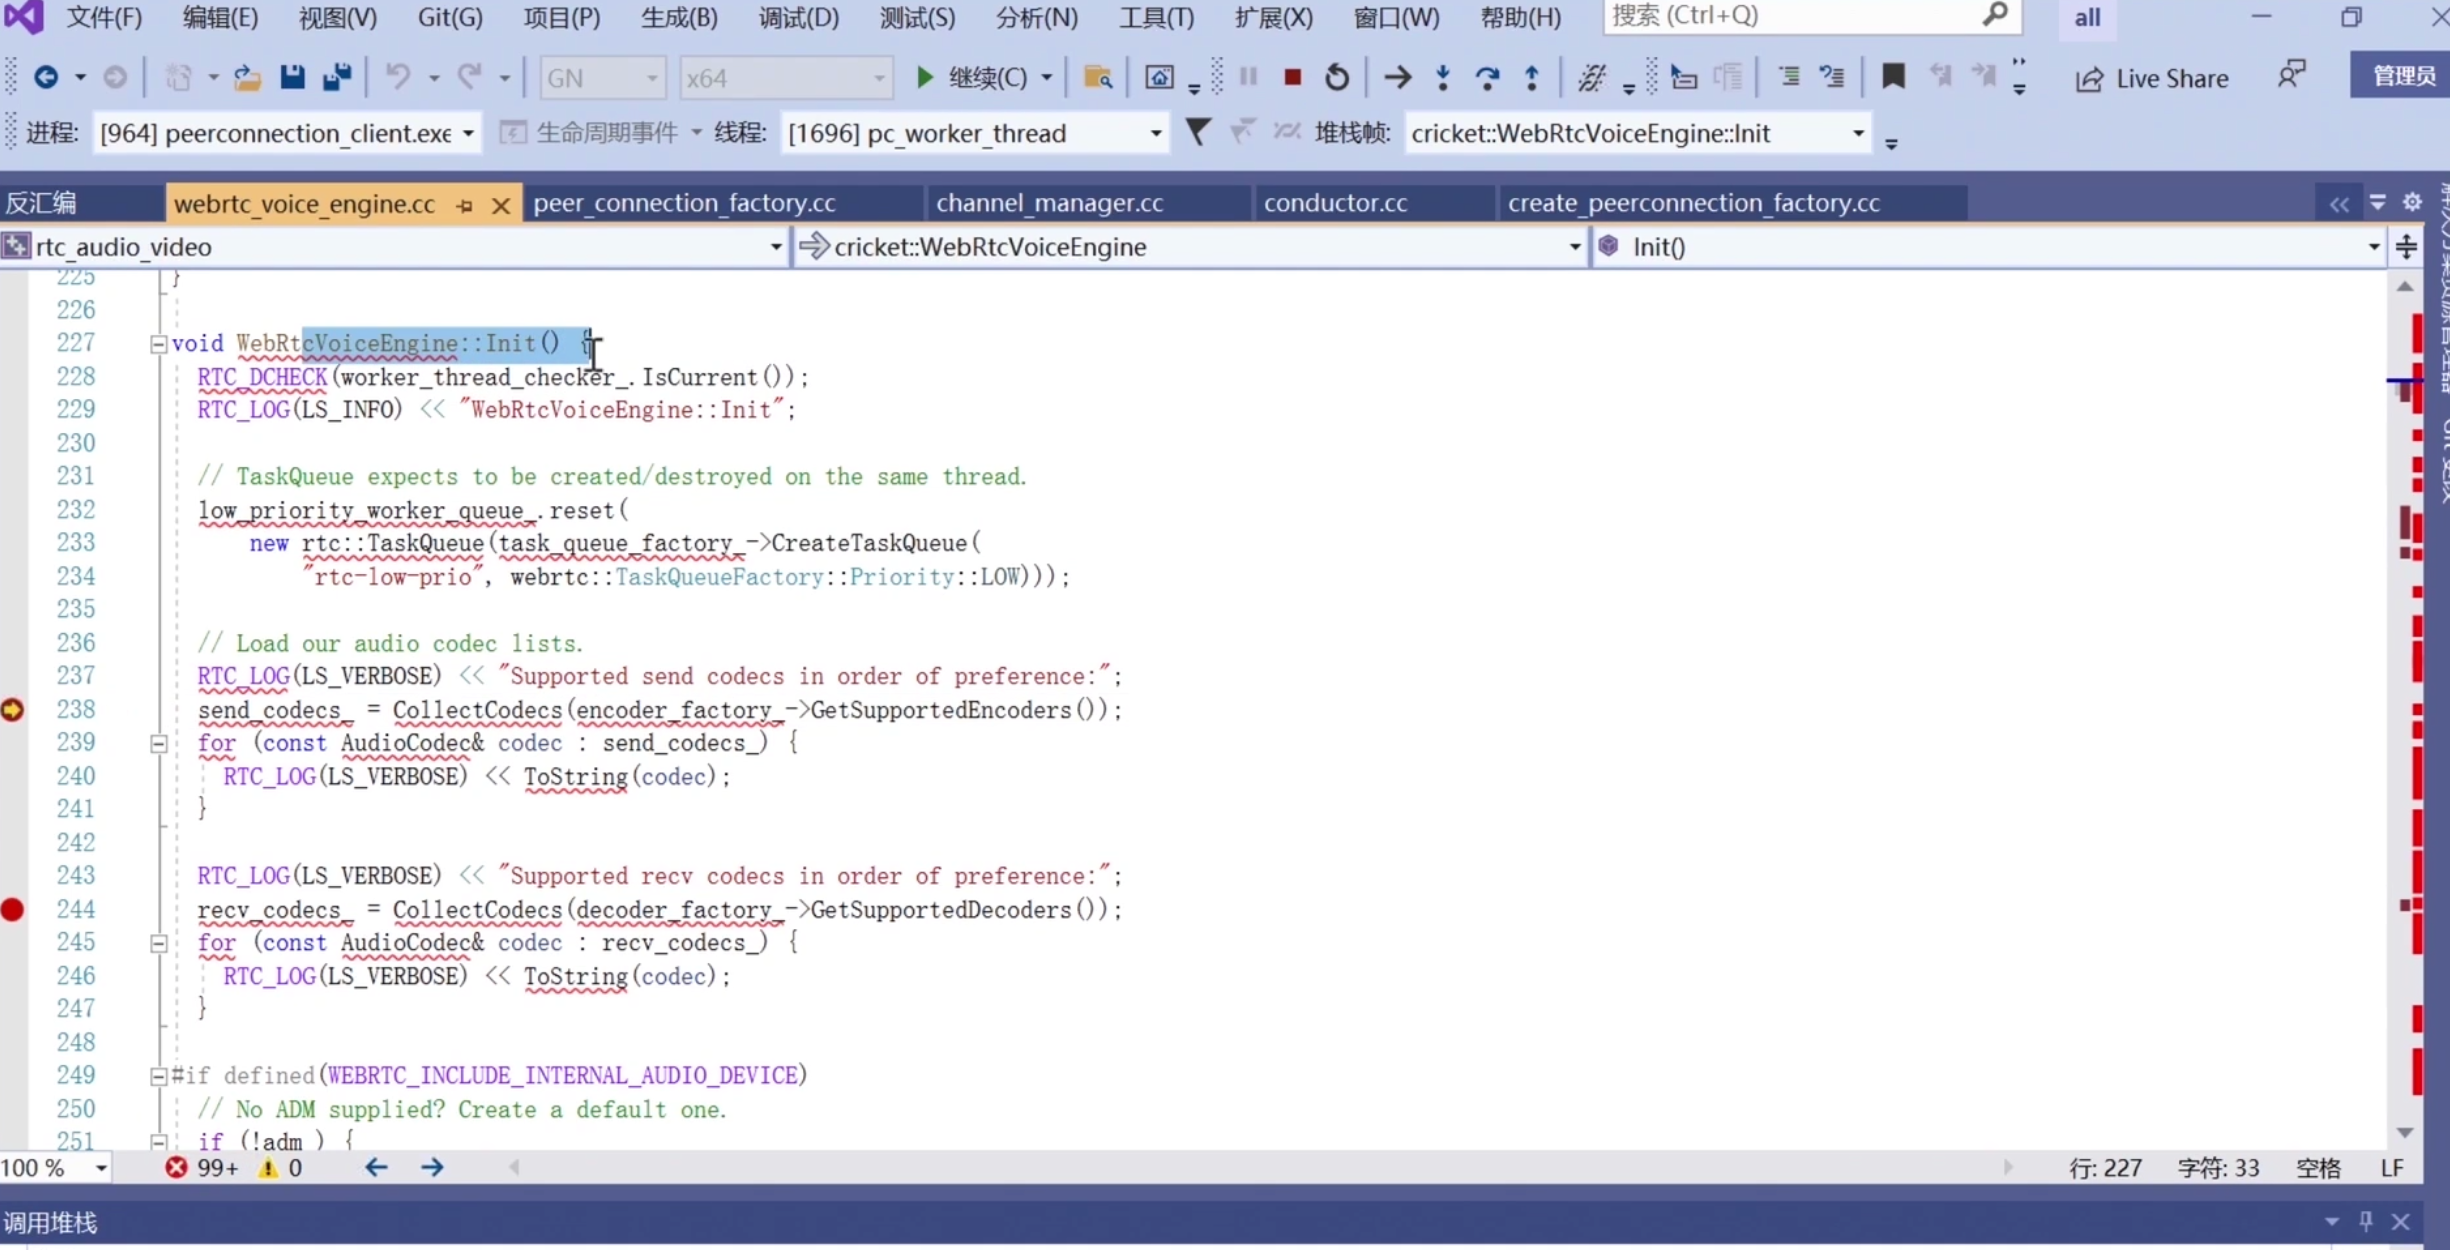 文件(F) 编辑(E) 视图(V) Git(G) 项目(P) 生成(B) 调试(D) 测试(S) 分析(N) 工具(T) 扩展(X) 窗口(W) 帮助(H) 搜索 (Ctrl+Q) all
GN x64 继续(C) Live Share 管理员
进程: [964] peerconnection_client.exe 生命周期事件 线程: [1696] pc_worker_thread 堆栈帧: cricket::WebRtcVoiceEngine::Init
反汇编 webrtc_voice_engine.cc peer_connection_factory.cc channel_manager.cc conductor.cc create_peerconnection_factory.cc
rtc_audio_video cricket::WebRtcVoiceEngine Init()
225 }
226
227 void WebRtcVoiceEngine::Init() {
228 RTC_DCHECK(worker_thread_checker_.IsCurrent());
229 RTC_LOG(LS_INFO) << "WebRtcVoiceEngine::Init";
230
231 // TaskQueue expects to be created/destroyed on the same thread.
232 low_priority_worker_queue_.reset(
233 new rtc::TaskQueue(task_queue_factory_->CreateTaskQueue(
234 "rtc-low-prio", webrtc::TaskQueueFactory::Priority::LOW)));
235
236 // Load our audio codec lists.
237 RTC_LOG(LS_VERBOSE) << "Supported send codecs in order of preference:";
238 send_codecs_ = CollectCodecs(encoder_factory_->GetSupportedEncoders());
239 for (const AudioCodec& codec : send_codecs_) {
240 RTC_LOG(LS_VERBOSE) << ToString(codec);
241 }
242
243 RTC_LOG(LS_VERBOSE) << "Supported recv codecs in order of preference:";
244 recv_codecs_ = CollectCodecs(decoder_factory_->GetSupportedDecoders());
245 for (const AudioCodec& codec : recv_codecs_) {
246 RTC_LOG(LS_VERBOSE) << ToString(codec);
247 }
248
249 #if defined(WEBRTC_INCLUDE_INTERNAL_AUDIO_DEVICE)
250 // No ADM supplied? Create a default one.
251 if (!adm_) {
100 % 99+ 0 行: 227 字符: 33 空格 LF
调用堆栈